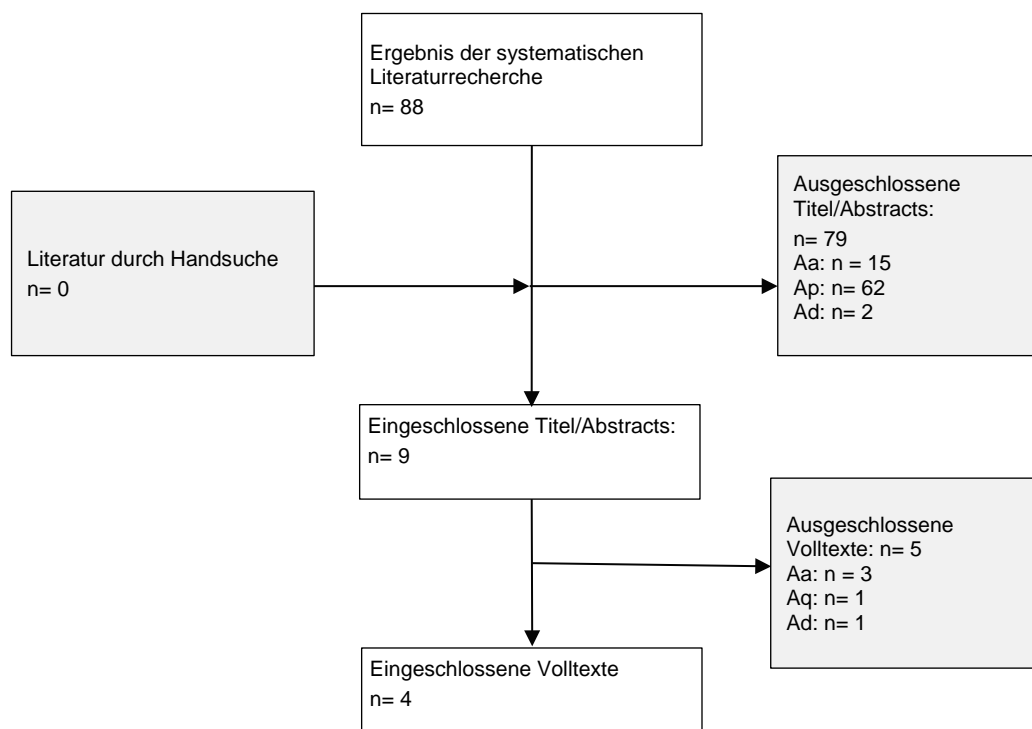 Ergebnis der systematischen
Literaturrecherche
n= 88
Literatur durch Handsuche
n= 0
Ausgeschlossene
Titel/Abstracts:
n= 79
Aa: n = 15
Ap: n= 62
Ad: n= 2
Eingeschlossene Titel/Abstracts:
n= 9
Ausgeschlossene
Volltexte: n= 5
Aa: n = 3
Aq: n= 1
Ad: n= 1
Eingeschlossene Volltexte
n= 4